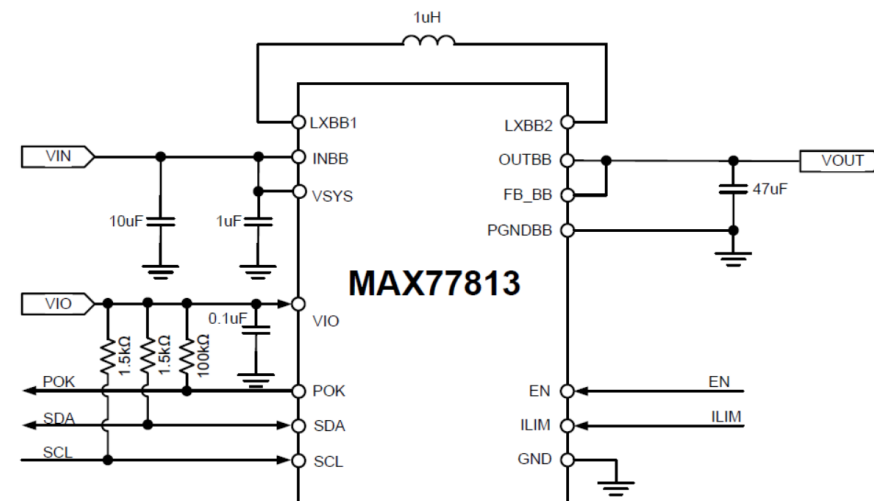 1uH
LXBB1
LXBB2
VIN
INBB
OUTBB
VOUT
VSYS
FB_BB
10uF
1uF
47uF
PGNDBB
MAX77813
VIO
0.1uF
VIO
1.5kΩ
1.5kΩ
100kΩ
POK
POK
EN
EN
SDA
SDA
ILIM
ILIM
SCL
SCL
GND